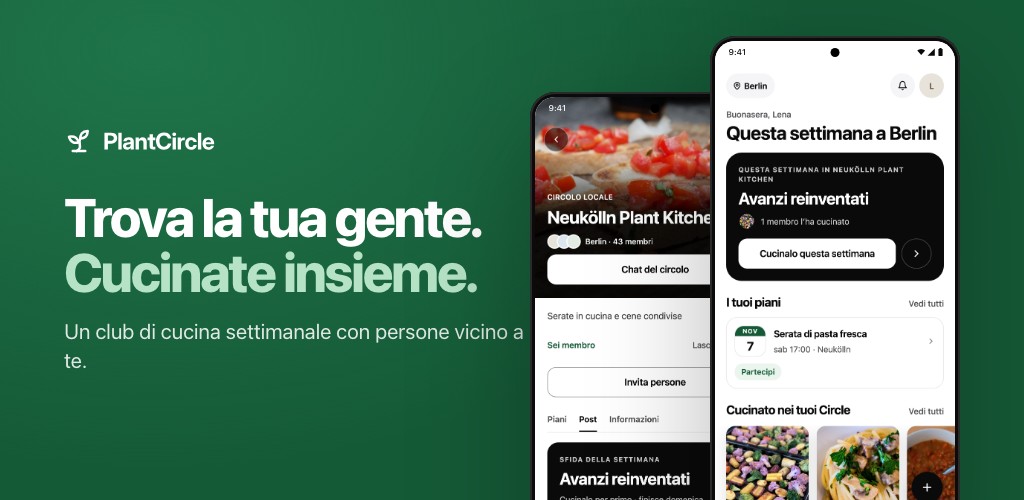 PlantCircle
Trova la tua gente.
Cucinate insieme.
Un club di cucina settimanale con persone vicino a
te.
9:41
CIRCOLO LOCALE
Neukölln Plant Kitche
Berlin · 43 membri
Chat del circolo
Serate in cucina e cene condivise
Sei membro
Lasc
Invita persone
Piani
Post
Informazioni
SFIDA DELLA SETTIMANA
Avanzi reinventati
9:41
Berlin
L
Buonasera, Lena
Questa settimana a Berlin
QUESTA SETTIMANA IN NEUKÖLLN PLANT
KITCHEN
Avanzi reinventati
1 membro l'ha cucinato
Cucinalo questa settimana
I tuoi piani
Vedi tutti
NOV
7
Serata di pasta fresca
sab 17:00 · Neukölln
Partecipi
Cucinato nei tuoi Circle
Vedi tutti